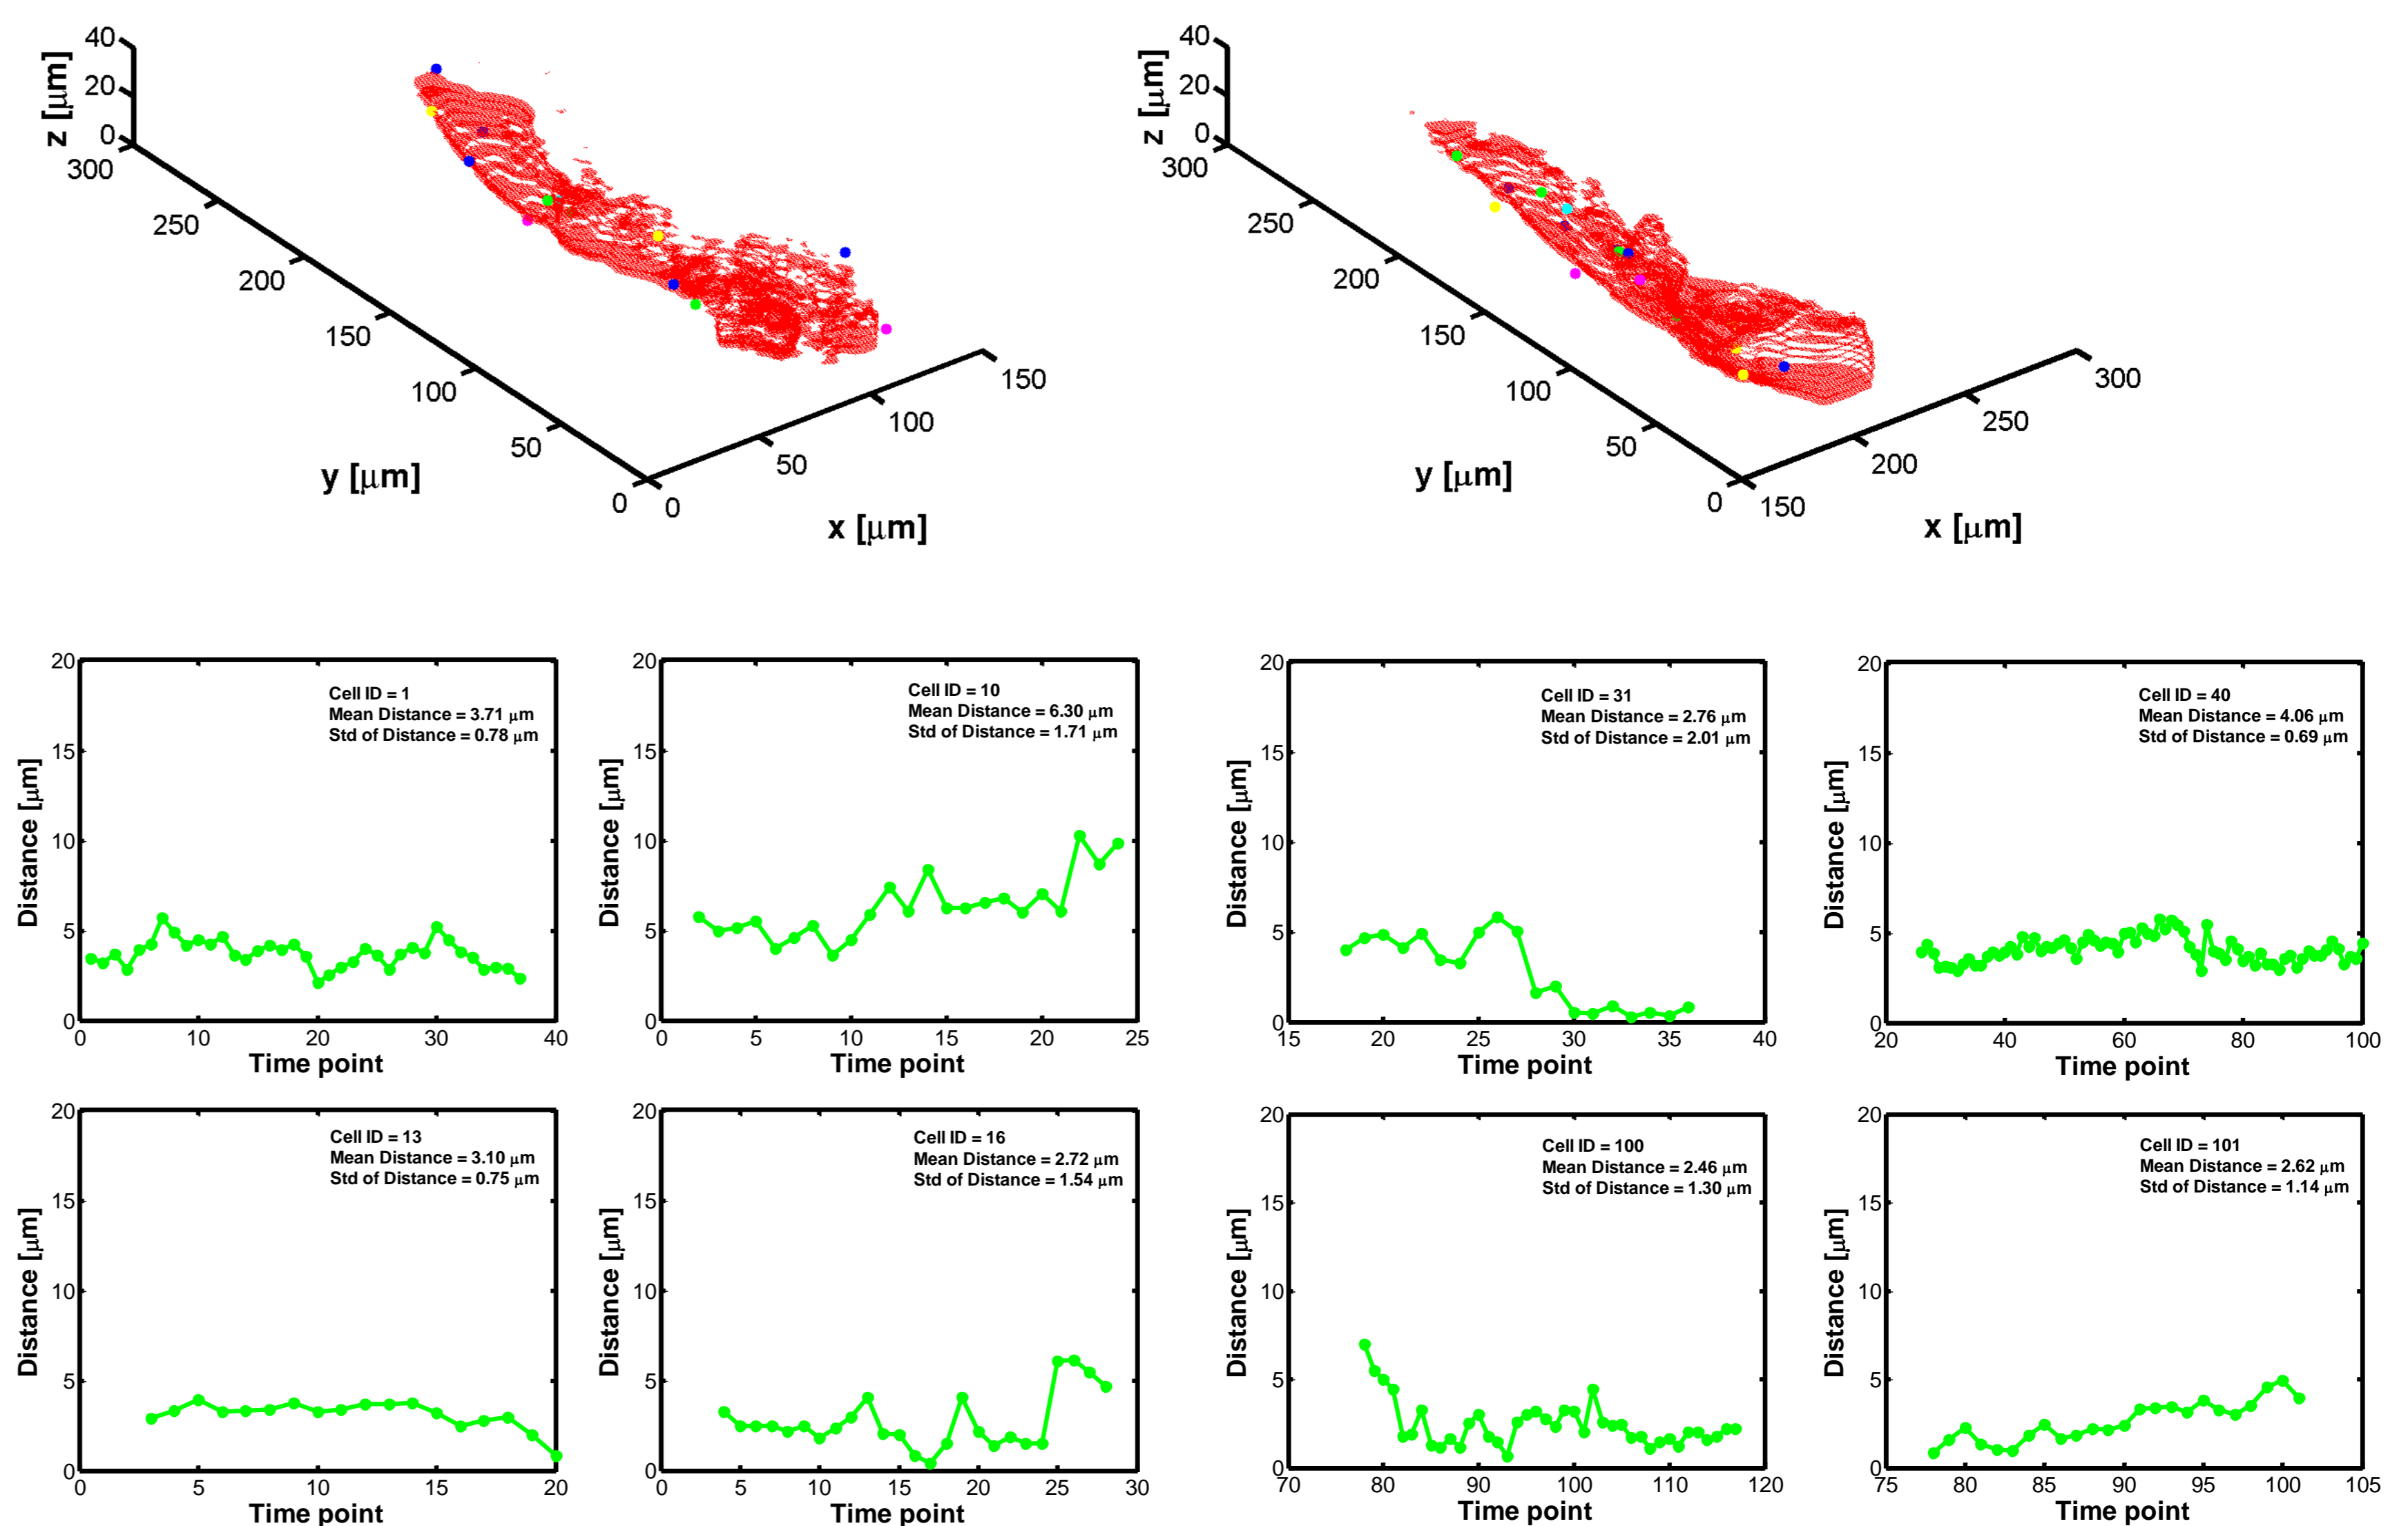 40
20
0
z [μm]
300
250
200
150
100
50
0
y [μm]
0
50
100
150
x [μm]
40
20
0
z [μm]
300
250
200
150
100
50
0
y [μm]
150
200
250
300
x [μm]
20
15
10
5
0
Distance [μm]
Cell ID = 1
Mean Distance = 3.71 μm
Std of Distance = 0.78 μm
0 10 20 30 40
Time point
20
15
10
5
0
Distance [μm]
Cell ID = 10
Mean Distance = 6.30 μm
Std of Distance = 1.71 μm
0 5 10 15 20 25
Time point
20
15
10
5
0
Distance [μm]
Cell ID = 31
Mean Distance = 2.76 μm
Std of Distance = 2.01 μm
15 20 25 30 35 40
Time point
20
15
10
5
0
Distance [μm]
Cell ID = 40
Mean Distance = 4.06 μm
Std of Distance = 0.69 μm
20 40 60 80 100
Time point
20
15
10
5
0
Distance [μm]
Cell ID = 13
Mean Distance = 3.10 μm
Std of Distance = 0.75 μm
0 5 10 15 20
Time point
20
15
10
5
0
Distance [μm]
Cell ID = 16
Mean Distance = 2.72 μm
Std of Distance = 1.54 μm
0 5 10 15 20 25 30
Time point
20
15
10
5
0
Distance [μm]
Cell ID = 100
Mean Distance = 2.46 μm
Std of Distance = 1.30 μm
70 80 90 100 110 120
Time point
20
15
10
5
0
Distance [μm]
Cell ID = 101
Mean Distance = 2.62 μm
Std of Distance = 1.14 μm
75 80 85 90 95 100 105
Time point